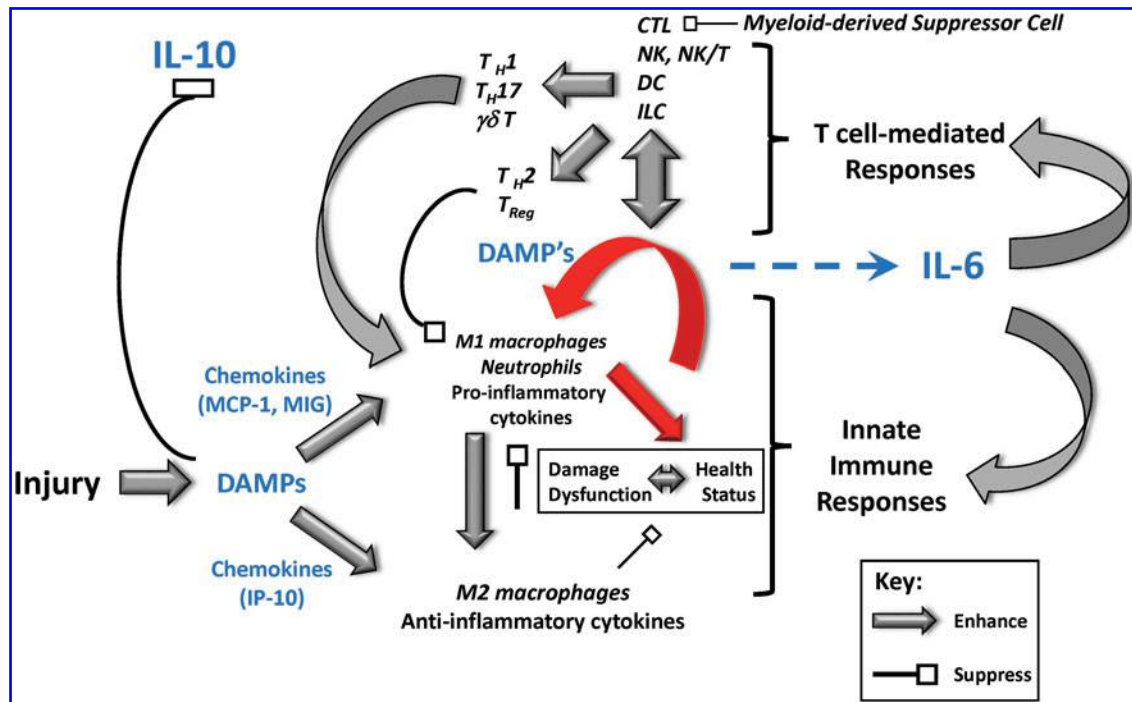 IL-10
CTL
Myeloid-derived Suppressor Cell
NK, NK/T
DC
ILC
TH1
TH17
γδ T
TH2
TReg
T cell-mediated
Responses
DAMP's
IL-6
M1 macrophages
Neutrophils
Pro-inflammatory
cytokines
Chemokines
(MCP-1, MIG)
Injury
DAMPs
Chemokines
(IP-10)
Damage
Dysfunction
Health
Status
Innate
Immune
Responses
M2 macrophages
Anti-inflammatory cytokines
Key:
Enhance
Suppress